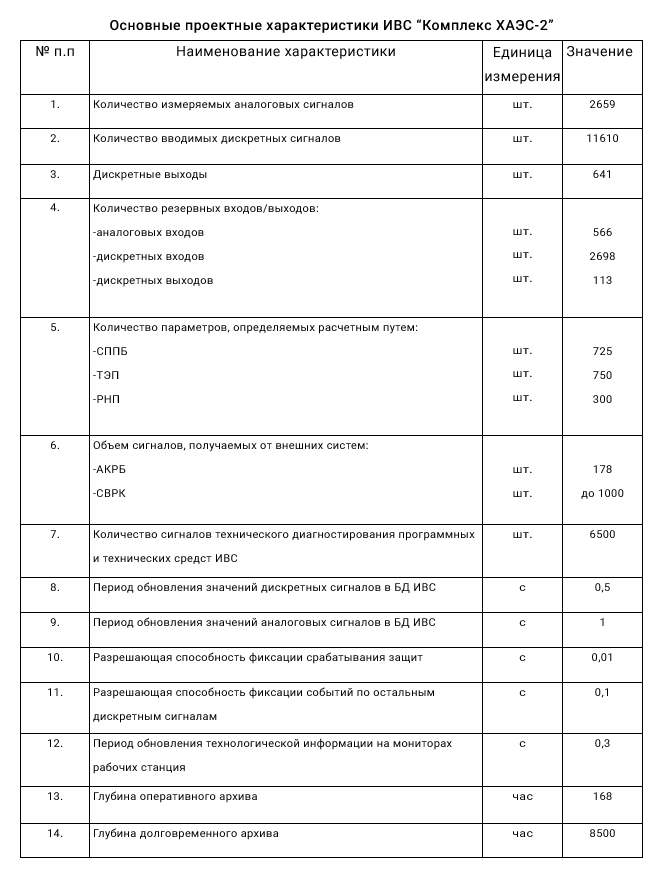 Основные проектные характеристики ИВС “Комплекс ХАЭС-2”
№ п.п Наименование характеристики Единица измерения Значение
1. Количество измеряемых аналоговых сигналов шт. 2659
2. Количество вводимых дискретных сигналов шт. 11610
3. Дискретные выходы шт. 641
4. Количество резервных входов/выходов:
-аналоговых входов шт. 566
-дискретных входов шт. 2698
-дискретных выходов шт. 113
5. Количество параметров, определяемых расчетным путем:
-СППБ шт. 725
-ТЭП шт. 750
-РНП шт. 300
6. Объем сигналов, получаемых от внешних систем:
-АКРБ шт. 178
-СВРК шт. до 1000
7. Количество сигналов технического диагностирования программных шт. 6500
и технических средст ИВС
8. Период обновления значений дискретных сигналов в БД ИВС с 0,5
9. Период обновления значений аналоговых сигналов в БД ИВС с 1
10. Разрешающая способность фиксации срабатывания защит с 0,01
11. Разрешающая способность фиксации событий по остальным с 0,1
дискретным сигналам
12. Период обновления технологической информации на мониторах с 0,3
рабочих станция
13. Глубина оперативного архива час 168
14. Глубина долговременного архива час 8500